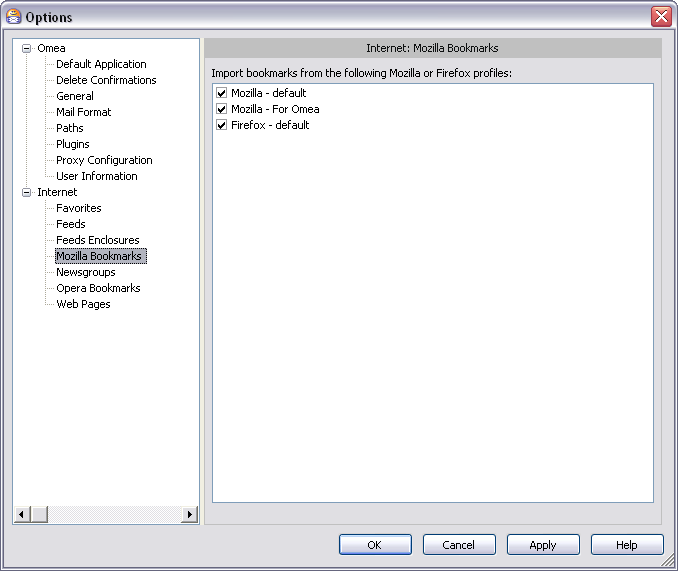 Options
Omea
Default Application
Delete Confirmations
General
Mail Format
Paths
Plugins
Proxy Configuration
User Information
Internet
Favorites
Feeds
Feeds Enclosures
Mozilla Bookmarks
Newsgroups
Opera Bookmarks
Web Pages
Internet: Mozilla Bookmarks
Import bookmarks from the following Mozilla or Firefox profiles:
Mozilla - default
Mozilla - For Omea
Firefox - default
OK
Cancel
Apply
Help